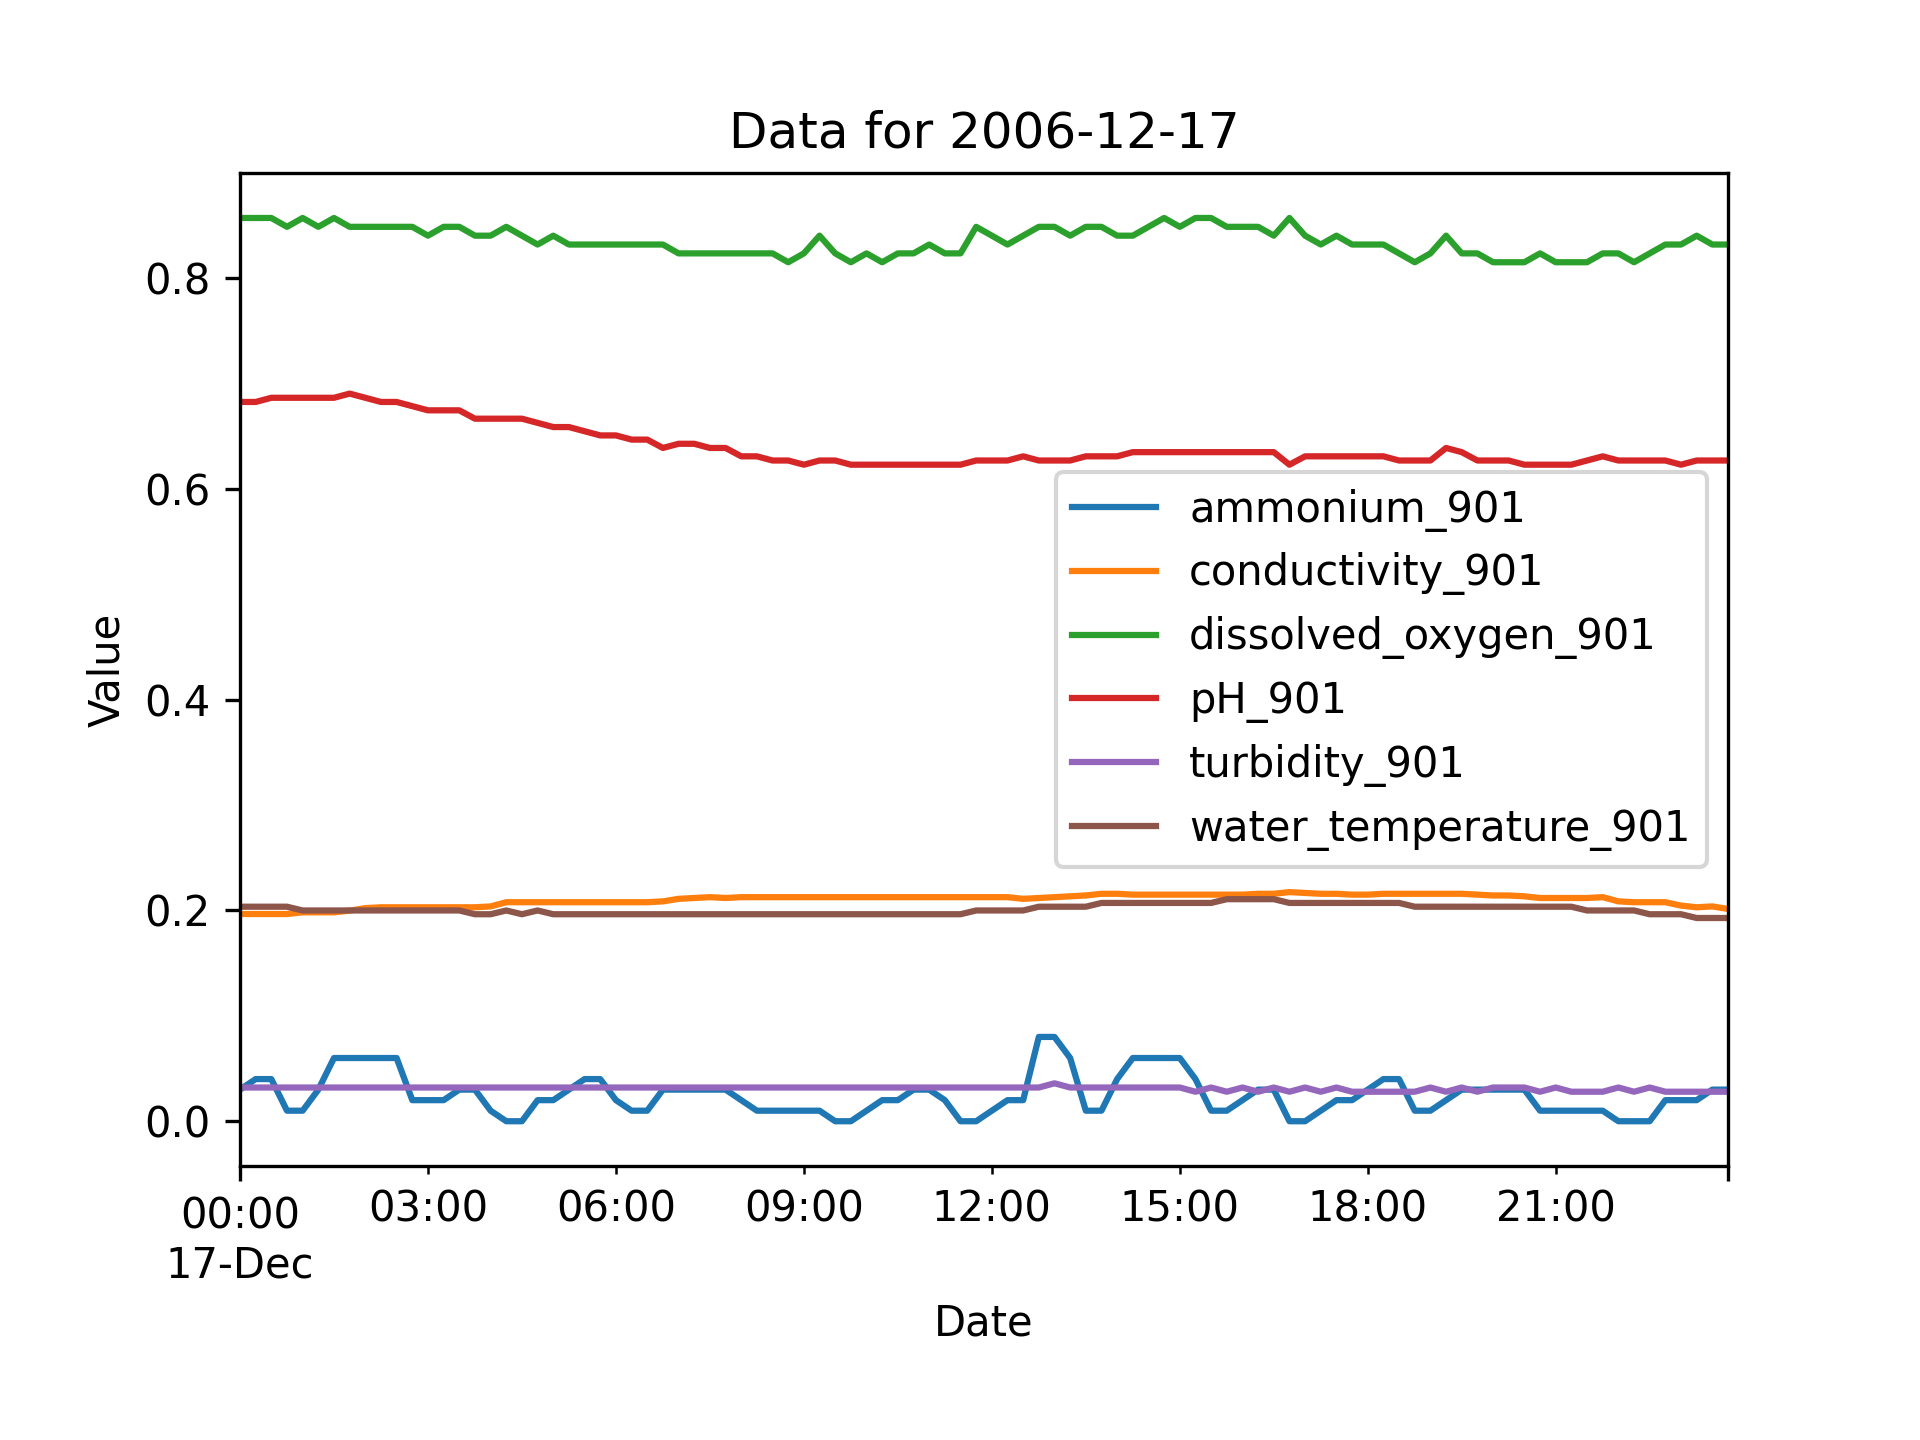 Data for 2006-12-17
Value
0.8
0.6
0.4
0.2
0.0
ammonium_901
conductivity_901
dissolved_oxygen_901
pH_901
turbidity_901
water_temperature_901
00:00 03:00 06:00 09:00 12:00 15:00 18:00 21:00
17-Dec
Date